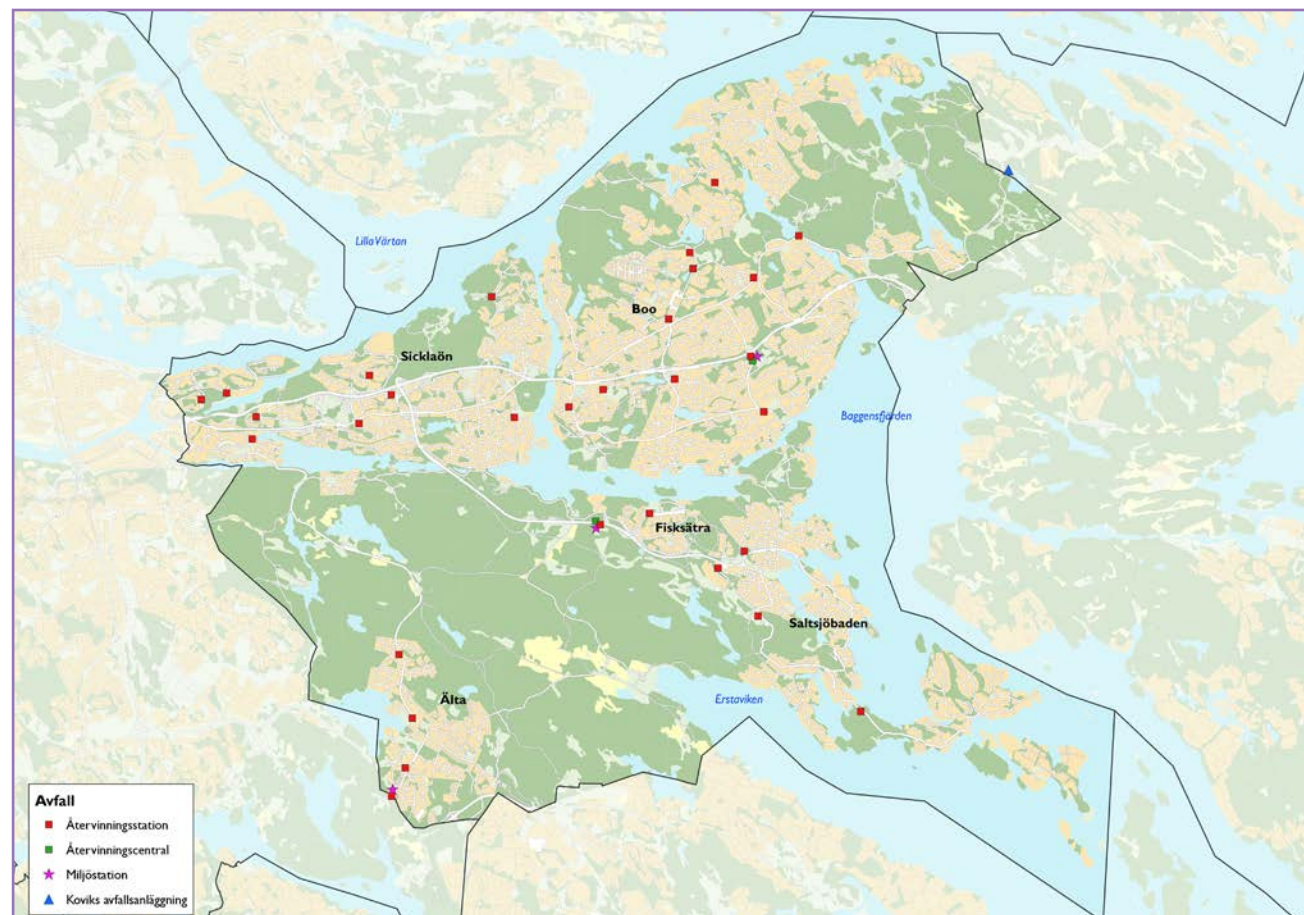 Lilla Värtan
Boo
Sicklaön
Baggensfjärden
Fisksätra
Saltsjöbaden
Erstaviken
Älta
Avfall
Återvinningsstation
Återvinningscentral
Miljöstation
Koviks avfallsanläggning